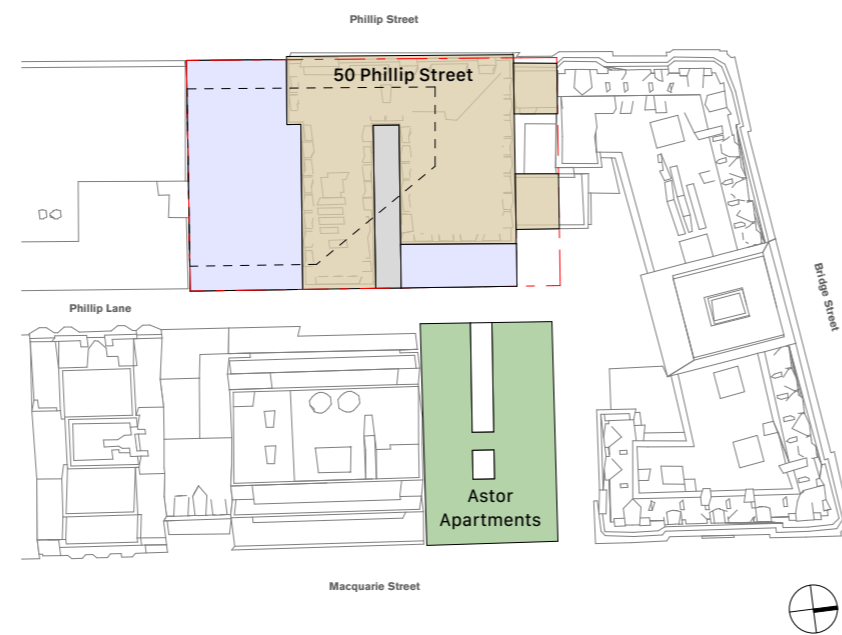 Phillip Street
50 Phillip Street
Bridge Street
Phillip Lane
Astor
Apartments
Macquarie Street